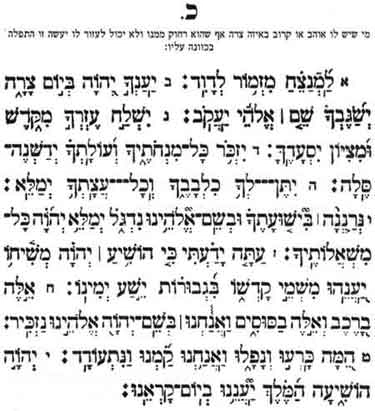 כ.
מי שיש לו אוהב או קרוב באיזה צרה אף שהוא רחוק ממנו ולא יכול לעזור לו יעשה זו התפלה
בכוונה עליו:
א לַמְנַצֵּחַ מִזְמוֹר לְדָוִד: ב יַעַנְךָ יְהוָֹה בְּיוֹם צָרָה
יְשַׂגֶּבְךָ שֵׁם | אֱלֹהֵי יַעֲקֹב: ג יִשְׁלַח עֶזְרְךָ מִקֹּדֶשׁ
וּמִצִּיּוֹן יִסְעָדֶךָּ: ד יִזְכֹּר כָּל-מִנְחֹתֶיךָ וְעוֹלָתְךָ יְדַשְּׁנֶה-
סֶלָה: ה יִתֶּן-לְךָ כִלְבָבֶךָ וְכָל-עֲצָתְךָ יְמַלֵּא:
ו נְרַנְּנָה | בִּישׁוּעָתֶךָ וּבְשֵׁם-אֱלֹהֵינוּ נִדְגֹּל יְמַלֵּא יְהוָֹה כָּל-
מִשְׁאֲלוֹתֶיךָ: ז עַתָּה יָדַעְתִּי כִּי הוֹשִׁיעַ | יְהוָֹה מְשִׁיחוֹ
יַעֲנֵהוּ מִשְּׁמֵי קָדְשׁוֹ בִּגְבוּרוֹת יֵשַׁע יְמִינוֹ: ח אֵלֶּה
בָרֶכֶב וְאֵלֶּה בַסּוּסִים וַאֲנַחְנוּ | בְּשֵׁם-יְהוָֹה אֱלֹהֵינוּ נַזְכִּיר:
ט הֵמָּה כָּרְעוּ וְנָפָלוּ וַאֲנַחְנוּ קַּמְנוּ וַנִּתְעוֹדָד: י יְהוָֹה
הוֹשִׁיעָה הַמֶּלֶךְ יַעֲנֵנוּ בְיוֹם-קָרְאֵנוּ: